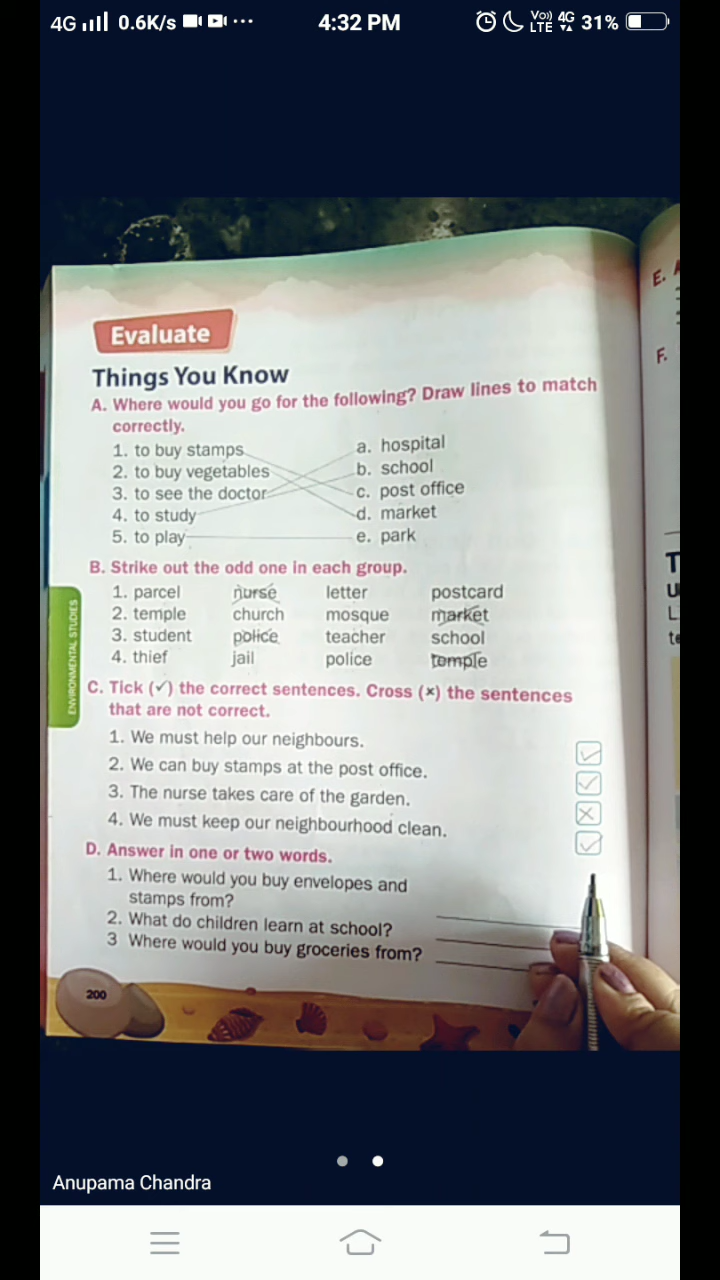 4G 0.6K/s ... 4:32 PM Vo) LTE 4G 31%
Evaluate
Things You Know
A. Where would you go for the following? Draw lines to match
correctly.
1. to buy stamps a. hospital
2. to buy vegetables b. school
3. to see the doctor c. post office
4. to study d. market
5. to play e. park
B. Strike out the odd one in each group.
1. parcel nurse letter postcard
2. temple church mosque market
3. student police teacher school
4. thief jail police temple
C. Tick (✓) the correct sentences. Cross (×) the sentences
that are not correct.
1. We must help our neighbours. ✓
2. We can buy stamps at the post office. ✓
3. The nurse takes care of the garden. ×
4. We must keep our neighbourhood clean. ✓
D. Answer in one or two words.
1. Where would you buy envelopes and
stamps from?
2. What do children learn at school?
3 Where would you buy groceries from?
200
ENVIRONMENTAL STUDIES
E.
F.
Anupama Chandra